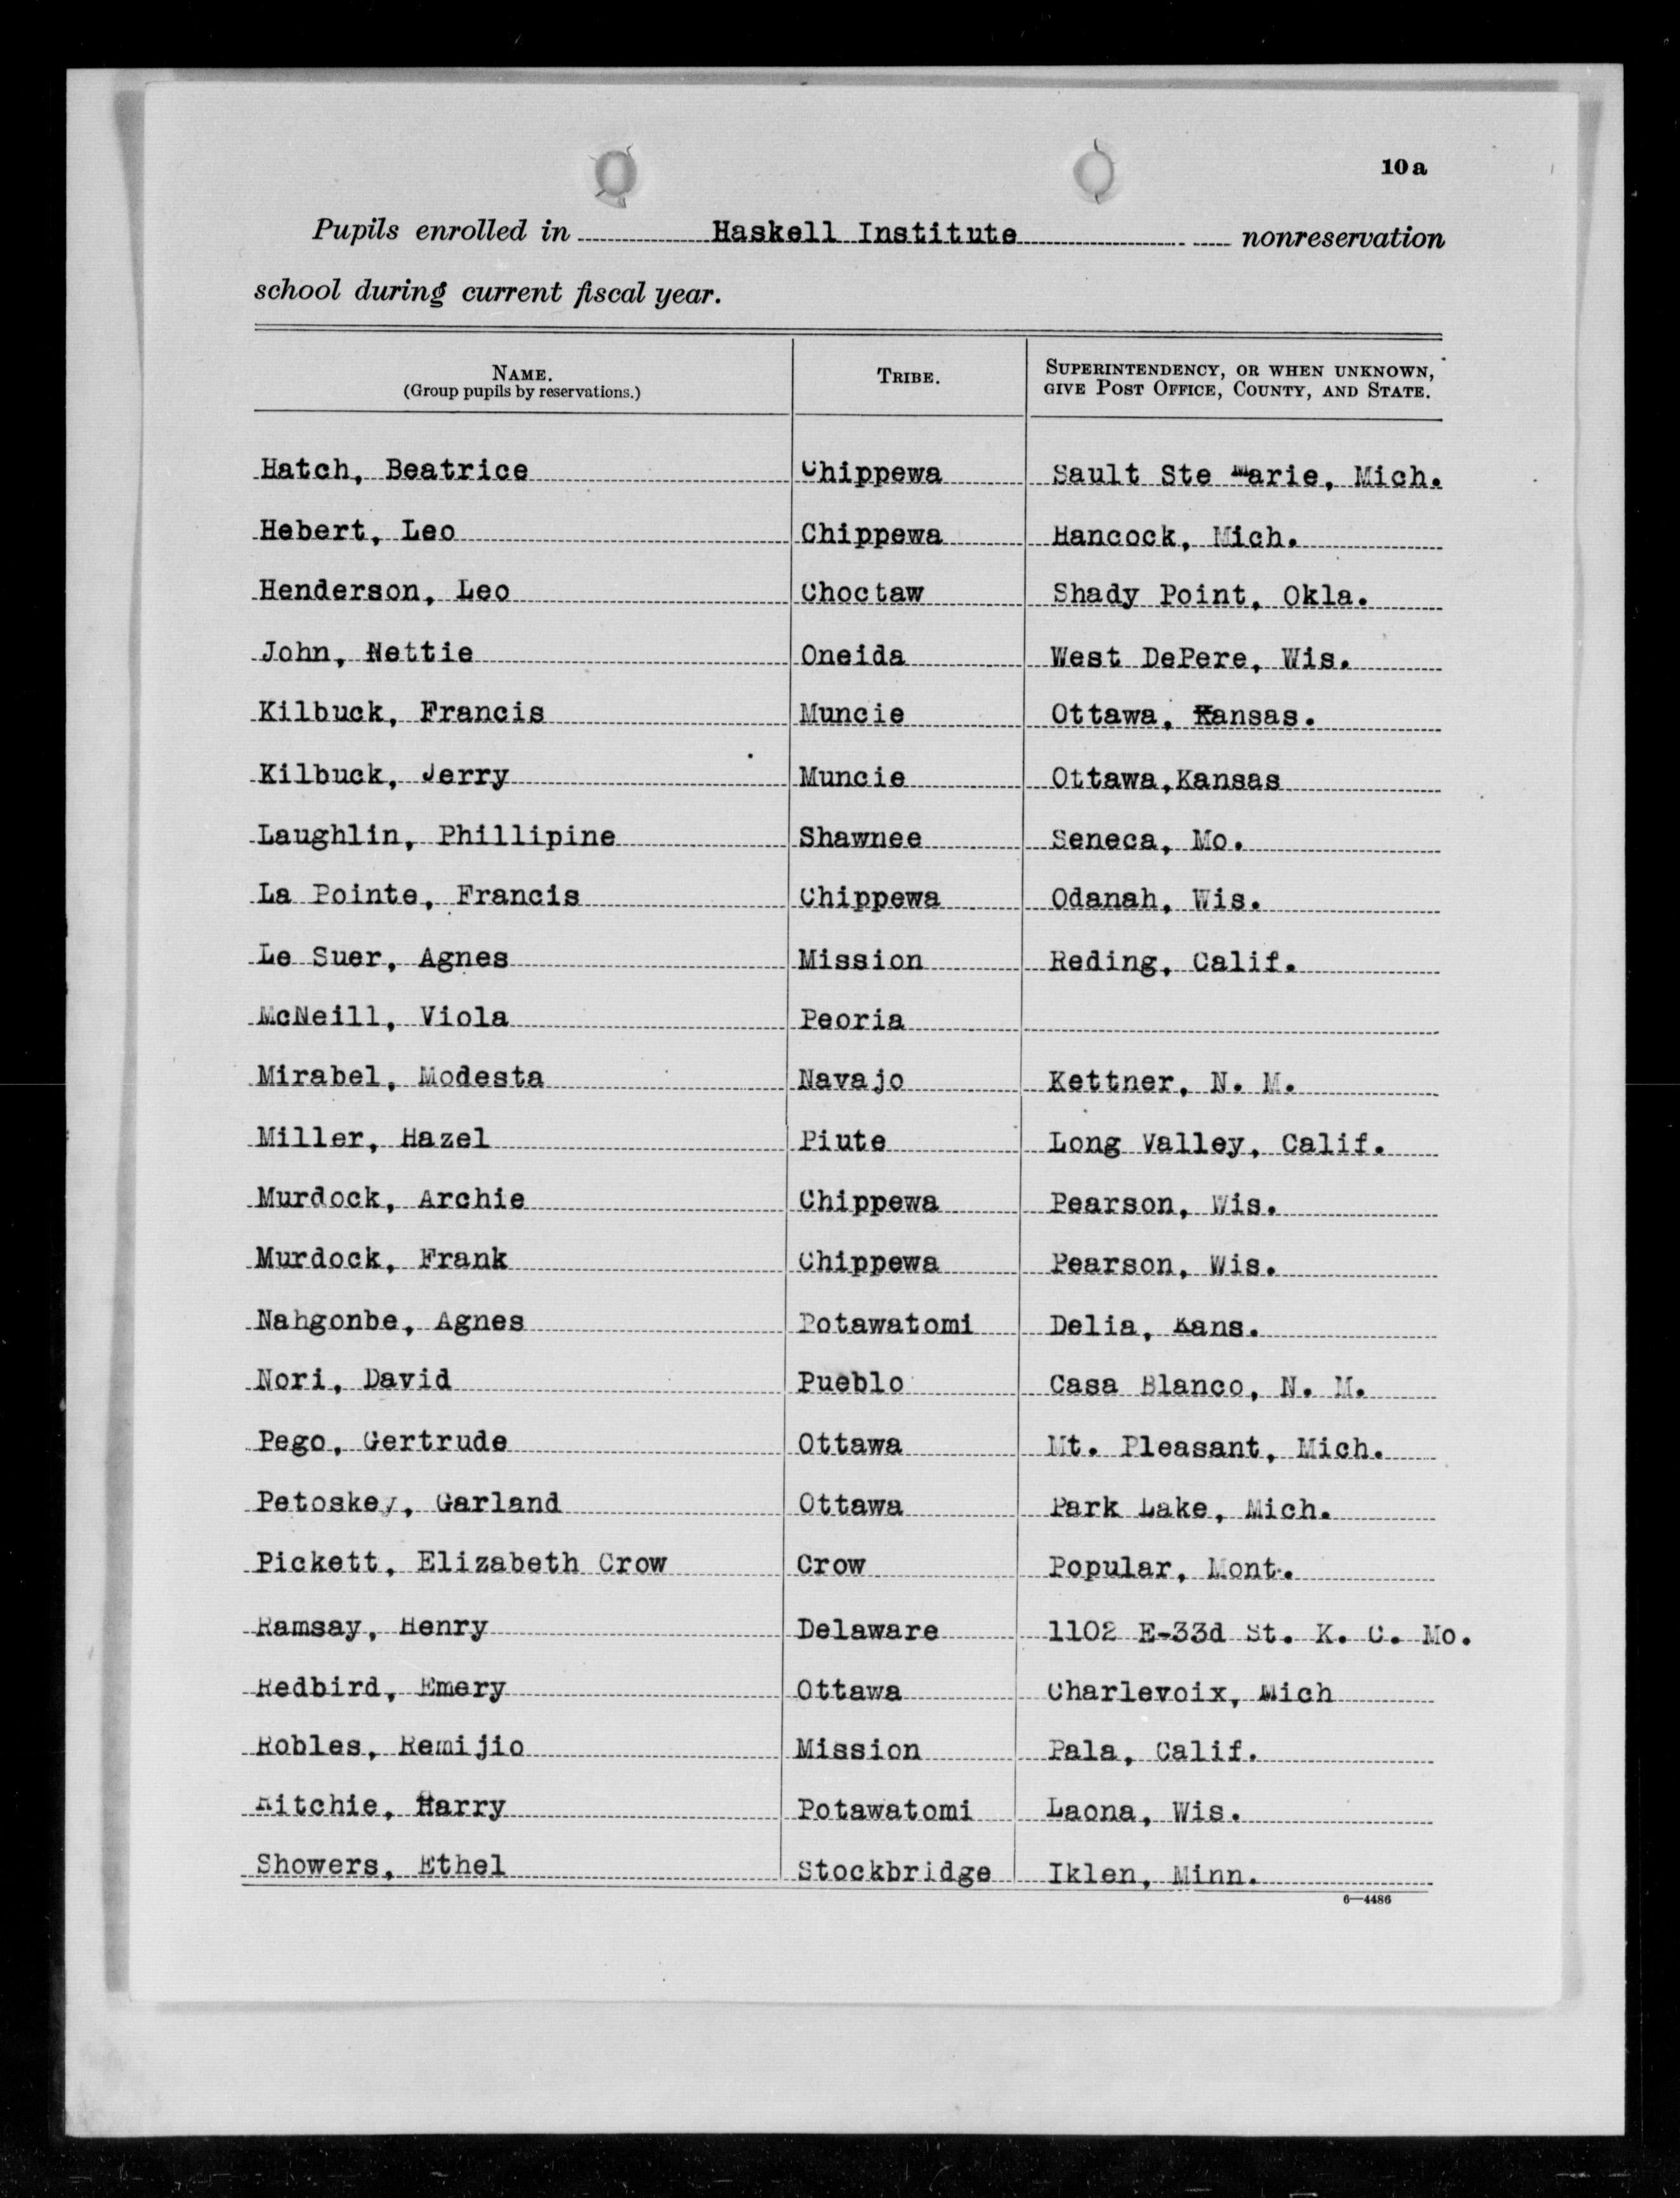 10a
Pupils enrolled in Haskell Institute nonreservation
school during current fiscal year.
NAME. TRIBE. SUPERINTENDENCY, OR WHEN UNKNOWN,
(Group pupils by reservations.) GIVE POST OFFICE, COUNTY, AND STATE.
Hatch, Beatrice Chippewa Sault Ste Marie, Mich.
Hebert, Leo Chippewa Hancock, Mich.
Henderson, Leo Choctaw Shady Point, Okla.
John, Nettie Oneida West DePere, Wis.
Kilbuck, Francis Muncie Ottawa, Kansas.
Kilbuck, Jerry Muncie Ottawa,Kansas
Laughlin, Phillipine Shawnee Seneca, Mo.
La Pointe, Francis Chippewa Odanah, Wis.
Le Suer, Agnes Mission Reding, Calif.
McNeill, Viola Peoria
Mirabel, Modesta Navajo Kettner, N. M.
Miller, Hazel Piute Long Valley, Calif.
Murdock, Archie Chippewa Pearson, Wis.
Murdock, Frank Chippewa Pearson, Wis.
Nahgonbe, Agnes Potawatomi Delia, Kans.
Nori, David Pueblo Casa Blanco, N. M.
Pego, Gertrude Ottawa Mt. Pleasant, Mich.
Petoskey, Garland Ottawa Park Lake, Mich.
Pickett, Elizabeth Crow Crow Popular, Mont.
Ramsay, Henry Delaware 1102 E-33d St. K. C. Mo.
Redbird, Emery Ottawa Charlevoix, Mich
Robles, Remijio Mission Pala, Calif.
Ritchie, Harry Potawatomi Laona, Wis.
Showers, Ethel Stockbridge Iklen, Minn.
6—4486